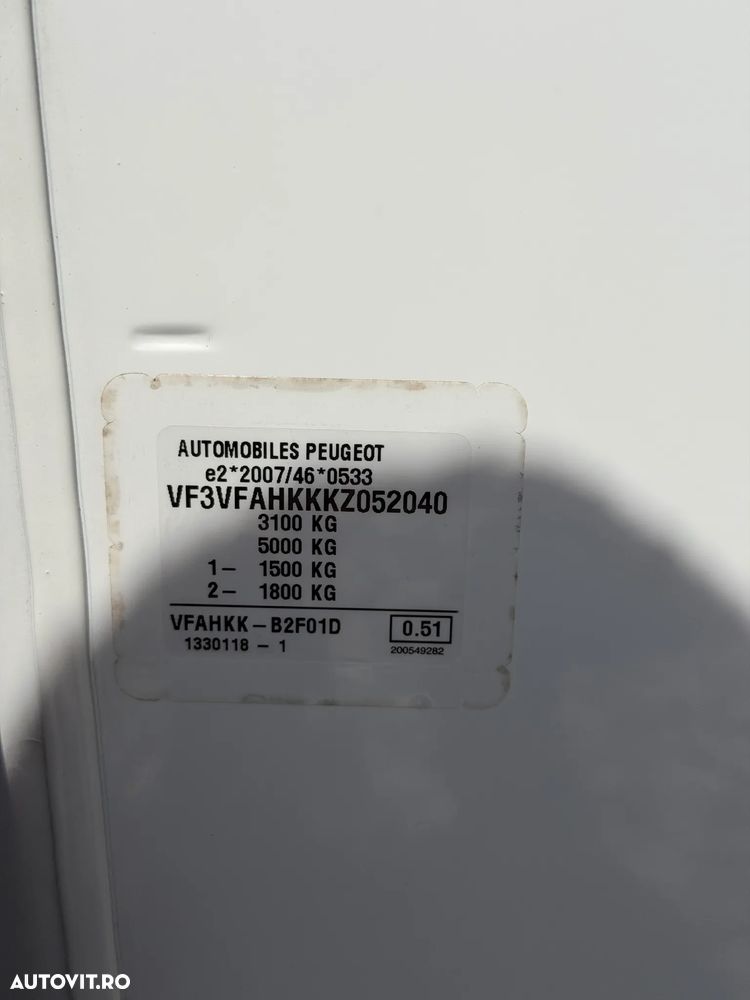 AUTOMOBILES PEUGEOT
e2*2007/46*0533
VF3VFAHKKKZ052040
3100 KG
5000 KG
1- 1500 KG
2- 1800 KG
VFAHKK-B2F01D 0.51
1330118 - 1 200549282
AUTOVIT.RO